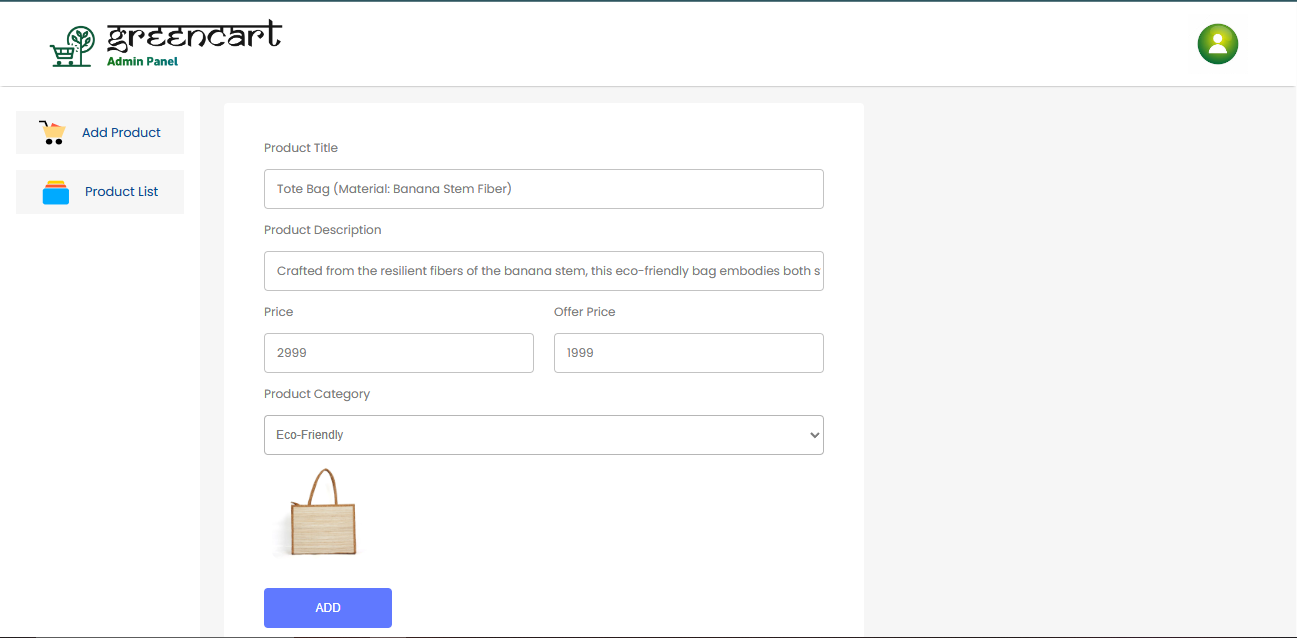 greencart
Admin Panel
Add Product
Product List
Product Title
Tote Bag (Material: Banana Stem Fiber)
Product Description
Crafted from the resilient fibers of the banana stem, this eco-friendly bag embodies both s
Price
Offer Price
2999
1999
Product Category
Eco-Friendly
ADD